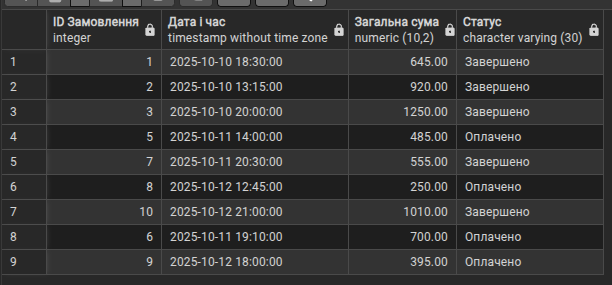 ID Замовлення Дата і час Загальна сума Статус
integer timestamp without time zone numeric (10,2) character varying (30)
1 1 2025-10-10 18:30:00 645.00 Завершено
2 2 2025-10-10 13:15:00 920.00 Завершено
3 3 2025-10-10 20:00:00 1250.00 Завершено
4 5 2025-10-11 14:00:00 485.00 Оплачено
5 7 2025-10-11 20:30:00 555.00 Завершено
6 8 2025-10-12 12:45:00 250.00 Оплачено
7 10 2025-10-12 21:00:00 1010.00 Завершено
8 6 2025-10-11 19:10:00 700.00 Оплачено
9 9 2025-10-12 18:00:00 395.00 Оплачено